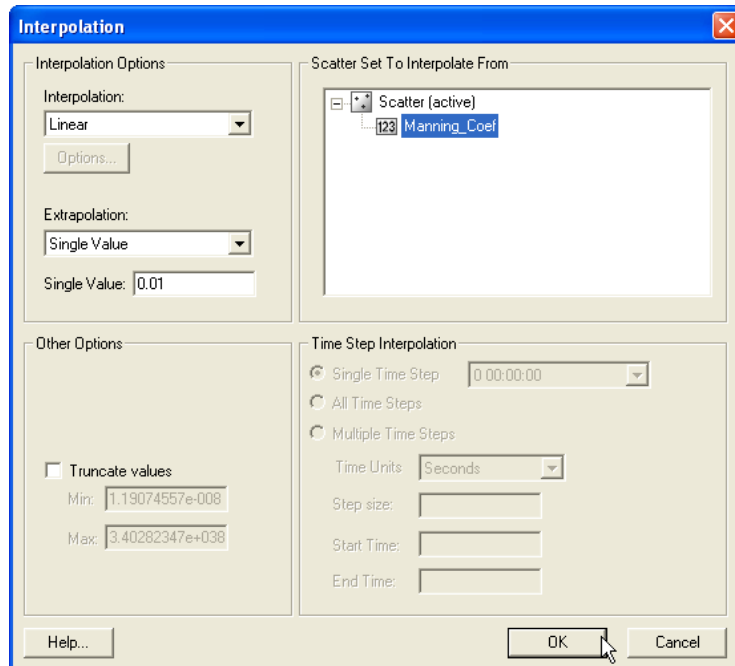 Interpolation
Interpolation Options
Interpolation:
Linear
Options...
Extrapolation:
Single Value
Single Value: 0.01
Scatter Set To Interpolate From
Scatter (active)
123 Manning_Coef
Other Options
Truncate values
Min: 1.19074557e-008
Max: 3.40282347e+038
Time Step Interpolation
Single Time Step 0 00:00:00
All Time Steps
Multiple Time Steps
Time Units Seconds
Step size:
Start Time:
End Time:
Help...
OK
Cancel